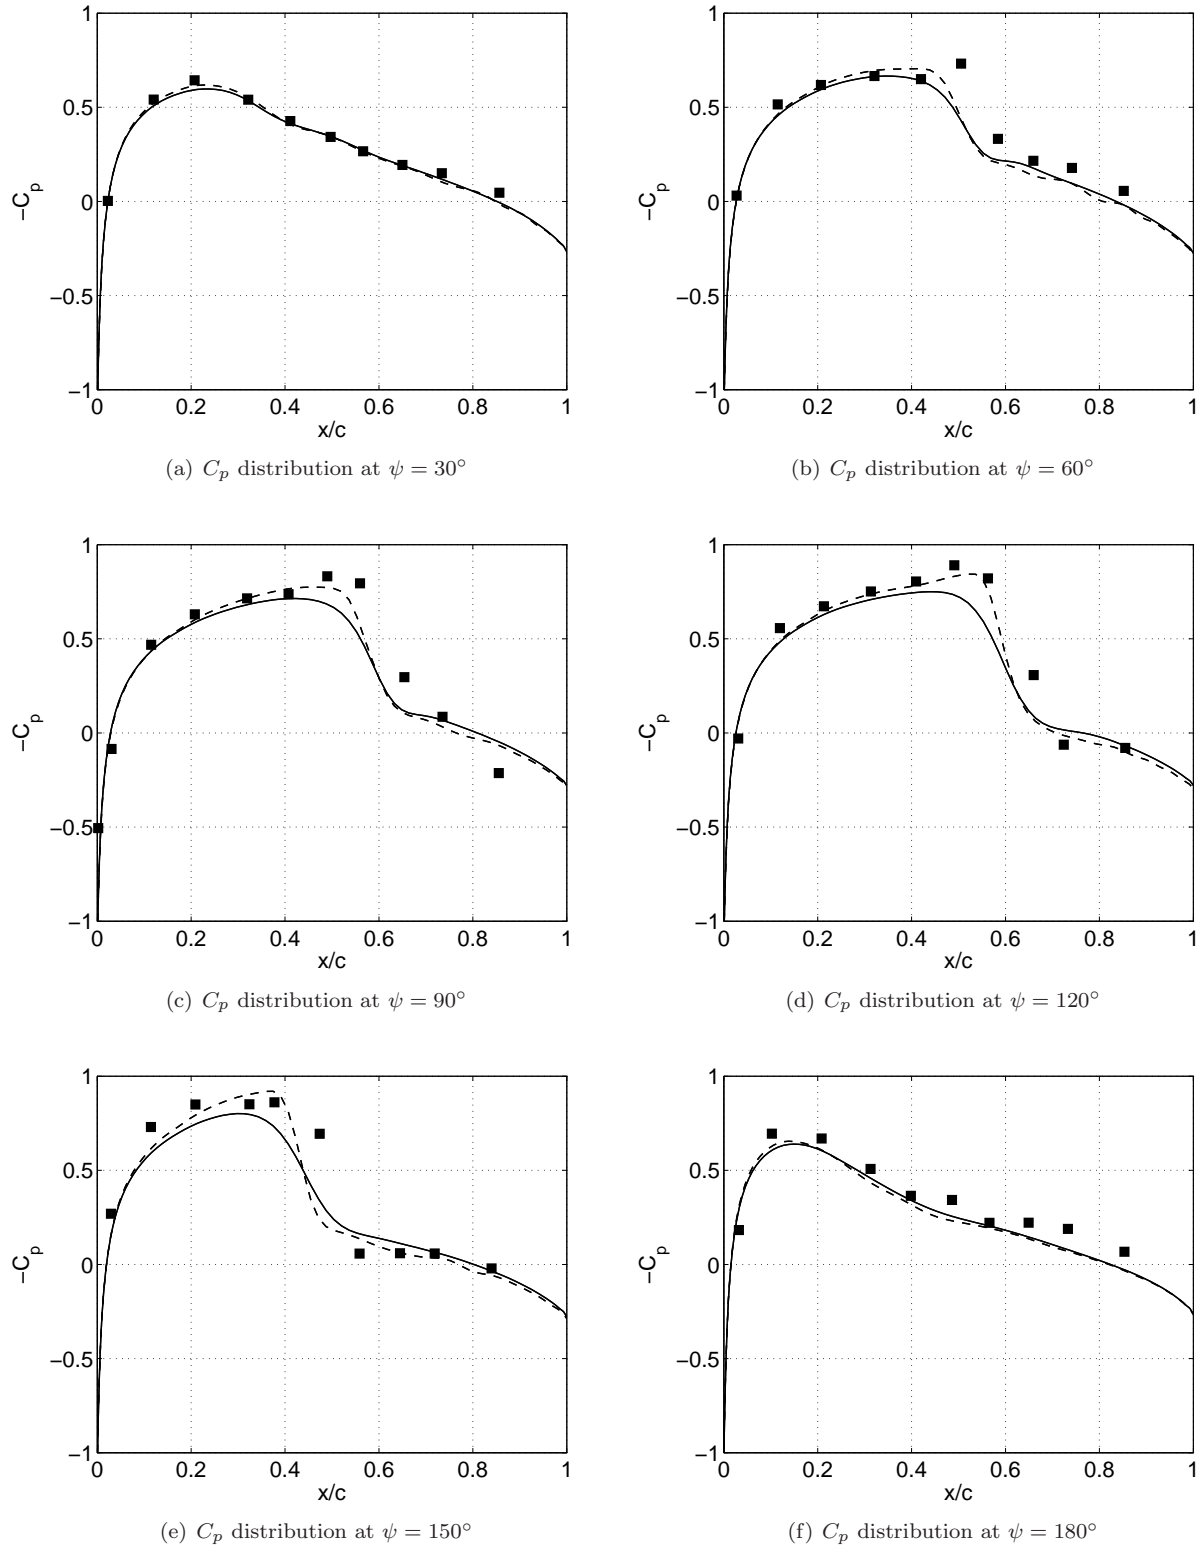 1
0.5
0
−0.5
−1
−C_p
0 0.2 0.4 0.6 0.8 1
x/c
(a) C_p distribution at ψ = 30°
1
0.5
0
−0.5
−1
−C_p
0 0.2 0.4 0.6 0.8 1
x/c
(b) C_p distribution at ψ = 60°
1
0.5
0
−0.5
−1
−C_p
0 0.2 0.4 0.6 0.8 1
x/c
(c) C_p distribution at ψ = 90°
1
0.5
0
−0.5
−1
−C_p
0 0.2 0.4 0.6 0.8 1
x/c
(d) C_p distribution at ψ = 120°
1
0.5
0
−0.5
−1
−C_p
0 0.2 0.4 0.6 0.8 1
x/c
(e) C_p distribution at ψ = 150°
1
0.5
0
−0.5
−1
−C_p
0 0.2 0.4 0.6 0.8 1
x/c
(f) C_p distribution at ψ = 180°